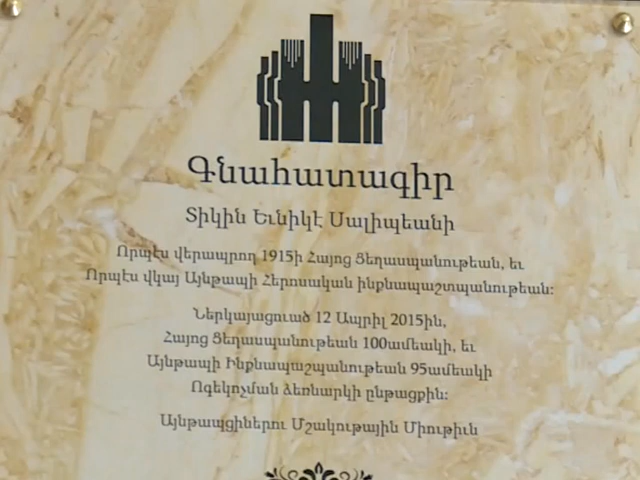 Գնահատագիր
Տիկին Եւնիկէ Սալիպեանի
Որպէս վերապրող 1915ի Հայոց Ցեղասպանութեան, եւ
Որպէս վկայ Այնթապի Հերոսական ինքնապաշտպանութեան:
Ներկայացուած 12 Ապրիլ 2015ին,
Հայոց Ցեղասպանութեան 100ամեակի, եւ
Այնթապի Ինքնապաշպանութեան 95ամեակի
Ոգեկոչման ձեռնարկի ընթացքին:
Այնթապցիներու Մշակութային Միութիւն